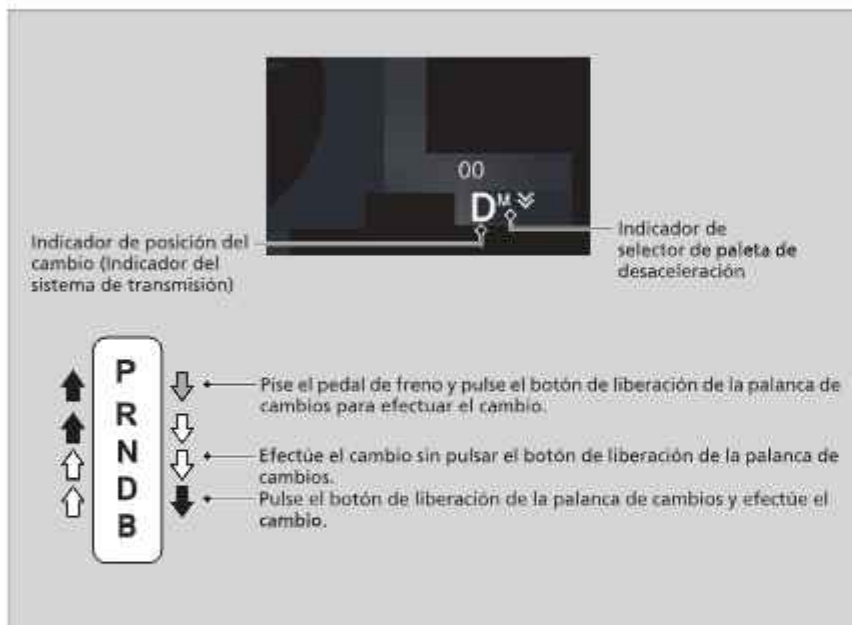 00
D M
Indicador de posición del
cambio (Indicador del
sistema de transmisión)
Indicador de
selector de paleta de
desaceleración
P
R
N
D
B
Pise el pedal de freno y pulse el botón de liberación de la palanca de
cambios para efectuar el cambio.
Efectúe el cambio sin pulsar el botón de liberación de la palanca de
cambios.
Pulse el botón de liberación de la palanca de cambios y efectúe el
cambio.